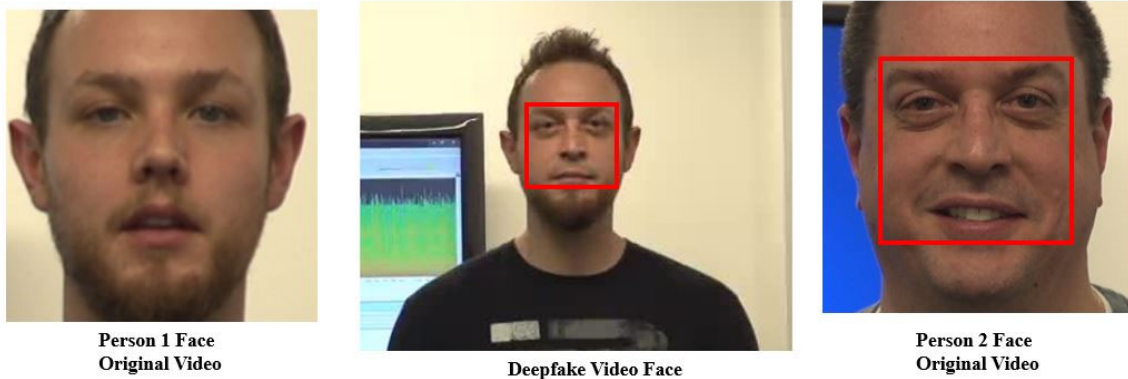 Person 1 Face
Original Video
Deepfake Video Face
Person 2 Face
Original Video